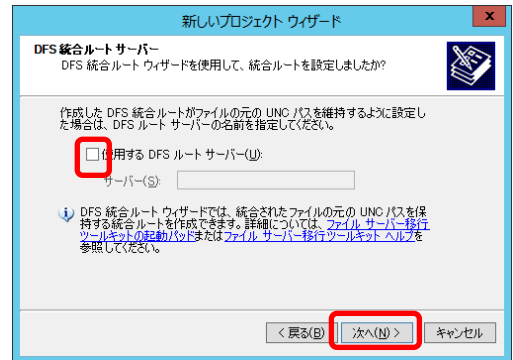 新しいプロジェクト ウィザード
x
DFS 統合ルート サーバー
DFS 統合ルート ウィザードを使用して、統合ルートを設定しましたか?
作成した DFS 統合ルートがファイルの元の UNC パスを維持するように設定し
た場合は、DFS ルート サーバーの名前を指定してください。
使用する DFS ルート サーバー(U):
サーバー(S):
DFS 統合ルート ウィザードでは、統合されたファイルの元の UNC パスを保
持する統合ルートを作成できます。詳細については、ファイル サーバー移行
ツールキットの起動パッドまたはファイル サーバー移行ツールキット ヘルプを
参照してください。
< 戻る(B)
次へ(N) >
キャンセル